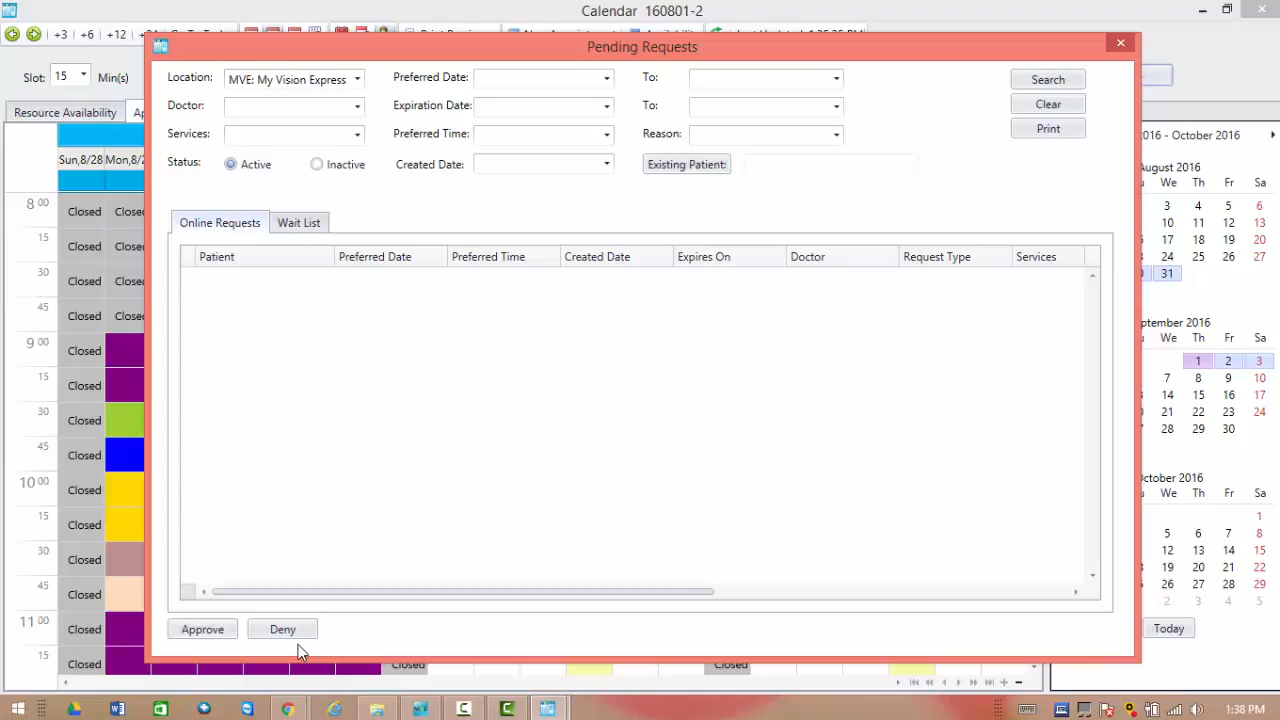 Calendar 160801-2
+3 +6 +12
Slot: 15 Min(s)
Resource Availability
Pending Requests
Location: MVE: My Vision Express Preferred Date: To: Search
Doctor: Expiration Date: To: Clear
Services: Preferred Time: Reason: Print
Status: Active Inactive Created Date: Existing Patient:
Online Requests Wait List
Patient Preferred Date Preferred Time Created Date Expires On Doctor Request Type Services
Approve Deny
Sun,8/28
8 00 Closed
15 Closed
30 Closed
45 Closed
9 00 Closed
15 Closed
30 Closed
45 Closed
10 00 Closed
15 Closed
30 Closed
45 Closed
11 00 Closed
15 Closed Closed Closed
2016 - October 2016
August 2016
We Th Fr Sa
3 4 5 6
10 11 12 13
17 18 19 20
24 25 26 27
31
September 2016
We Th Fr Sa
1 2 3
7 8 9 10
14 15 16 17
21 22 23 24
28 29 30
October 2016
We Th Fr Sa
1
5 6 7 8
12 13 14 15
19 20 21 22
26 27 28 29
2 3 4 5
Today
1:38 PM